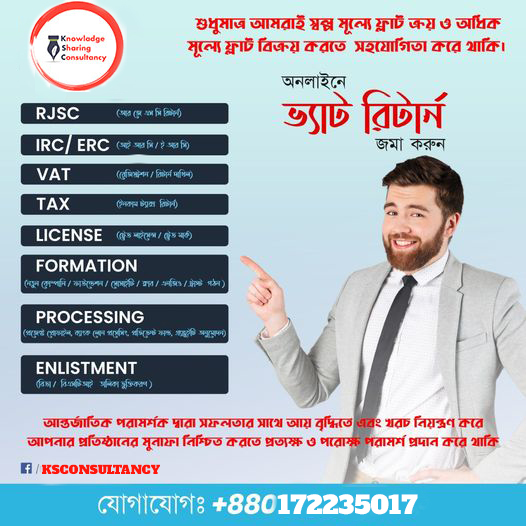 Knowledge
Sharing
Consultancy
শুধুমাত্র আমরাই স্বল্প মূল্যে ফ্লাট ক্রয় ও অধিক
মূল্যে ফ্লাট বিক্রয় করতে সহযোগিতা করে থাকি।
অনলাইনে
ভ্যাট রিটার্ন
জমা করুন
RJSC (আর জে এস সি রিটার্ন)
IRC/ ERC (আই আর সি / ই আর সি)
VAT (রেজিস্ট্রেশন / রিটার্ন দাখিল)
TAX (ইনকাম ট্যাক্স রিটার্ন)
LICENSE (ট্রেড লাইসেন্স / ট্রেড মার্ক)
FORMATION
(নতুন কোম্পানি / ফাউন্ডেশন / সোসাইটি / ক্লাব / এনজিও / ট্রাস্ট গঠন )
PROCESSING
(প্রজেক্ট প্রোফাইল, ব্যাংক লোন প্রসেসিং, প্রভিডেন্ট ফান্ড, গ্রাচুইটি অনুমোদন)
ENLISTMENT
(বিডা / বিএসটিআই তালিকা ভুক্তিকরণ )
আন্তর্জাতিক পরামর্শক দ্বারা সফলতার সাথে আয় বৃদ্ধিতে এবং খরচ নিয়ন্ত্রণ করে
আপনার প্রতিষ্ঠানের মুনাফা নিশ্চিত করতে প্রত্যক্ষ ও পরোক্ষ পরামর্শ প্রদান করে থাকি
f / KSCONSULTANCY
যোগাযোগঃ +880172235017